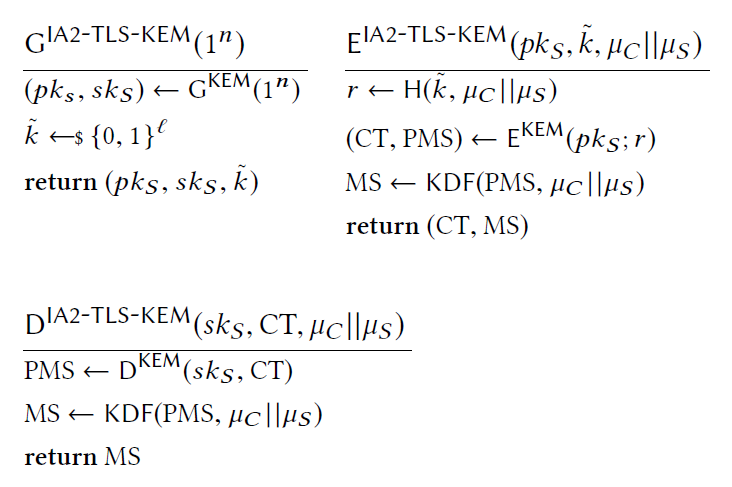 G^{IA2-TLS-KEM}(1^n)
(pk_s, sk_S) ← G^{KEM}(1^n)
k̃ ←$ {0, 1}^ℓ
return (pk_S, sk_S, k̃)
E^{IA2-TLS-KEM}(pk_S, k̃, μ_C||μ_S)
r ← H(k̃, μ_C||μ_S)
(CT, PMS) ← E^{KEM}(pk_S; r)
MS ← KDF(PMS, μ_C||μ_S)
return (CT, MS)
D^{IA2-TLS-KEM}(sk_S, CT, μ_C||μ_S)
PMS ← D^{KEM}(sk_S, CT)
MS ← KDF(PMS, μ_C||μ_S)
return MS